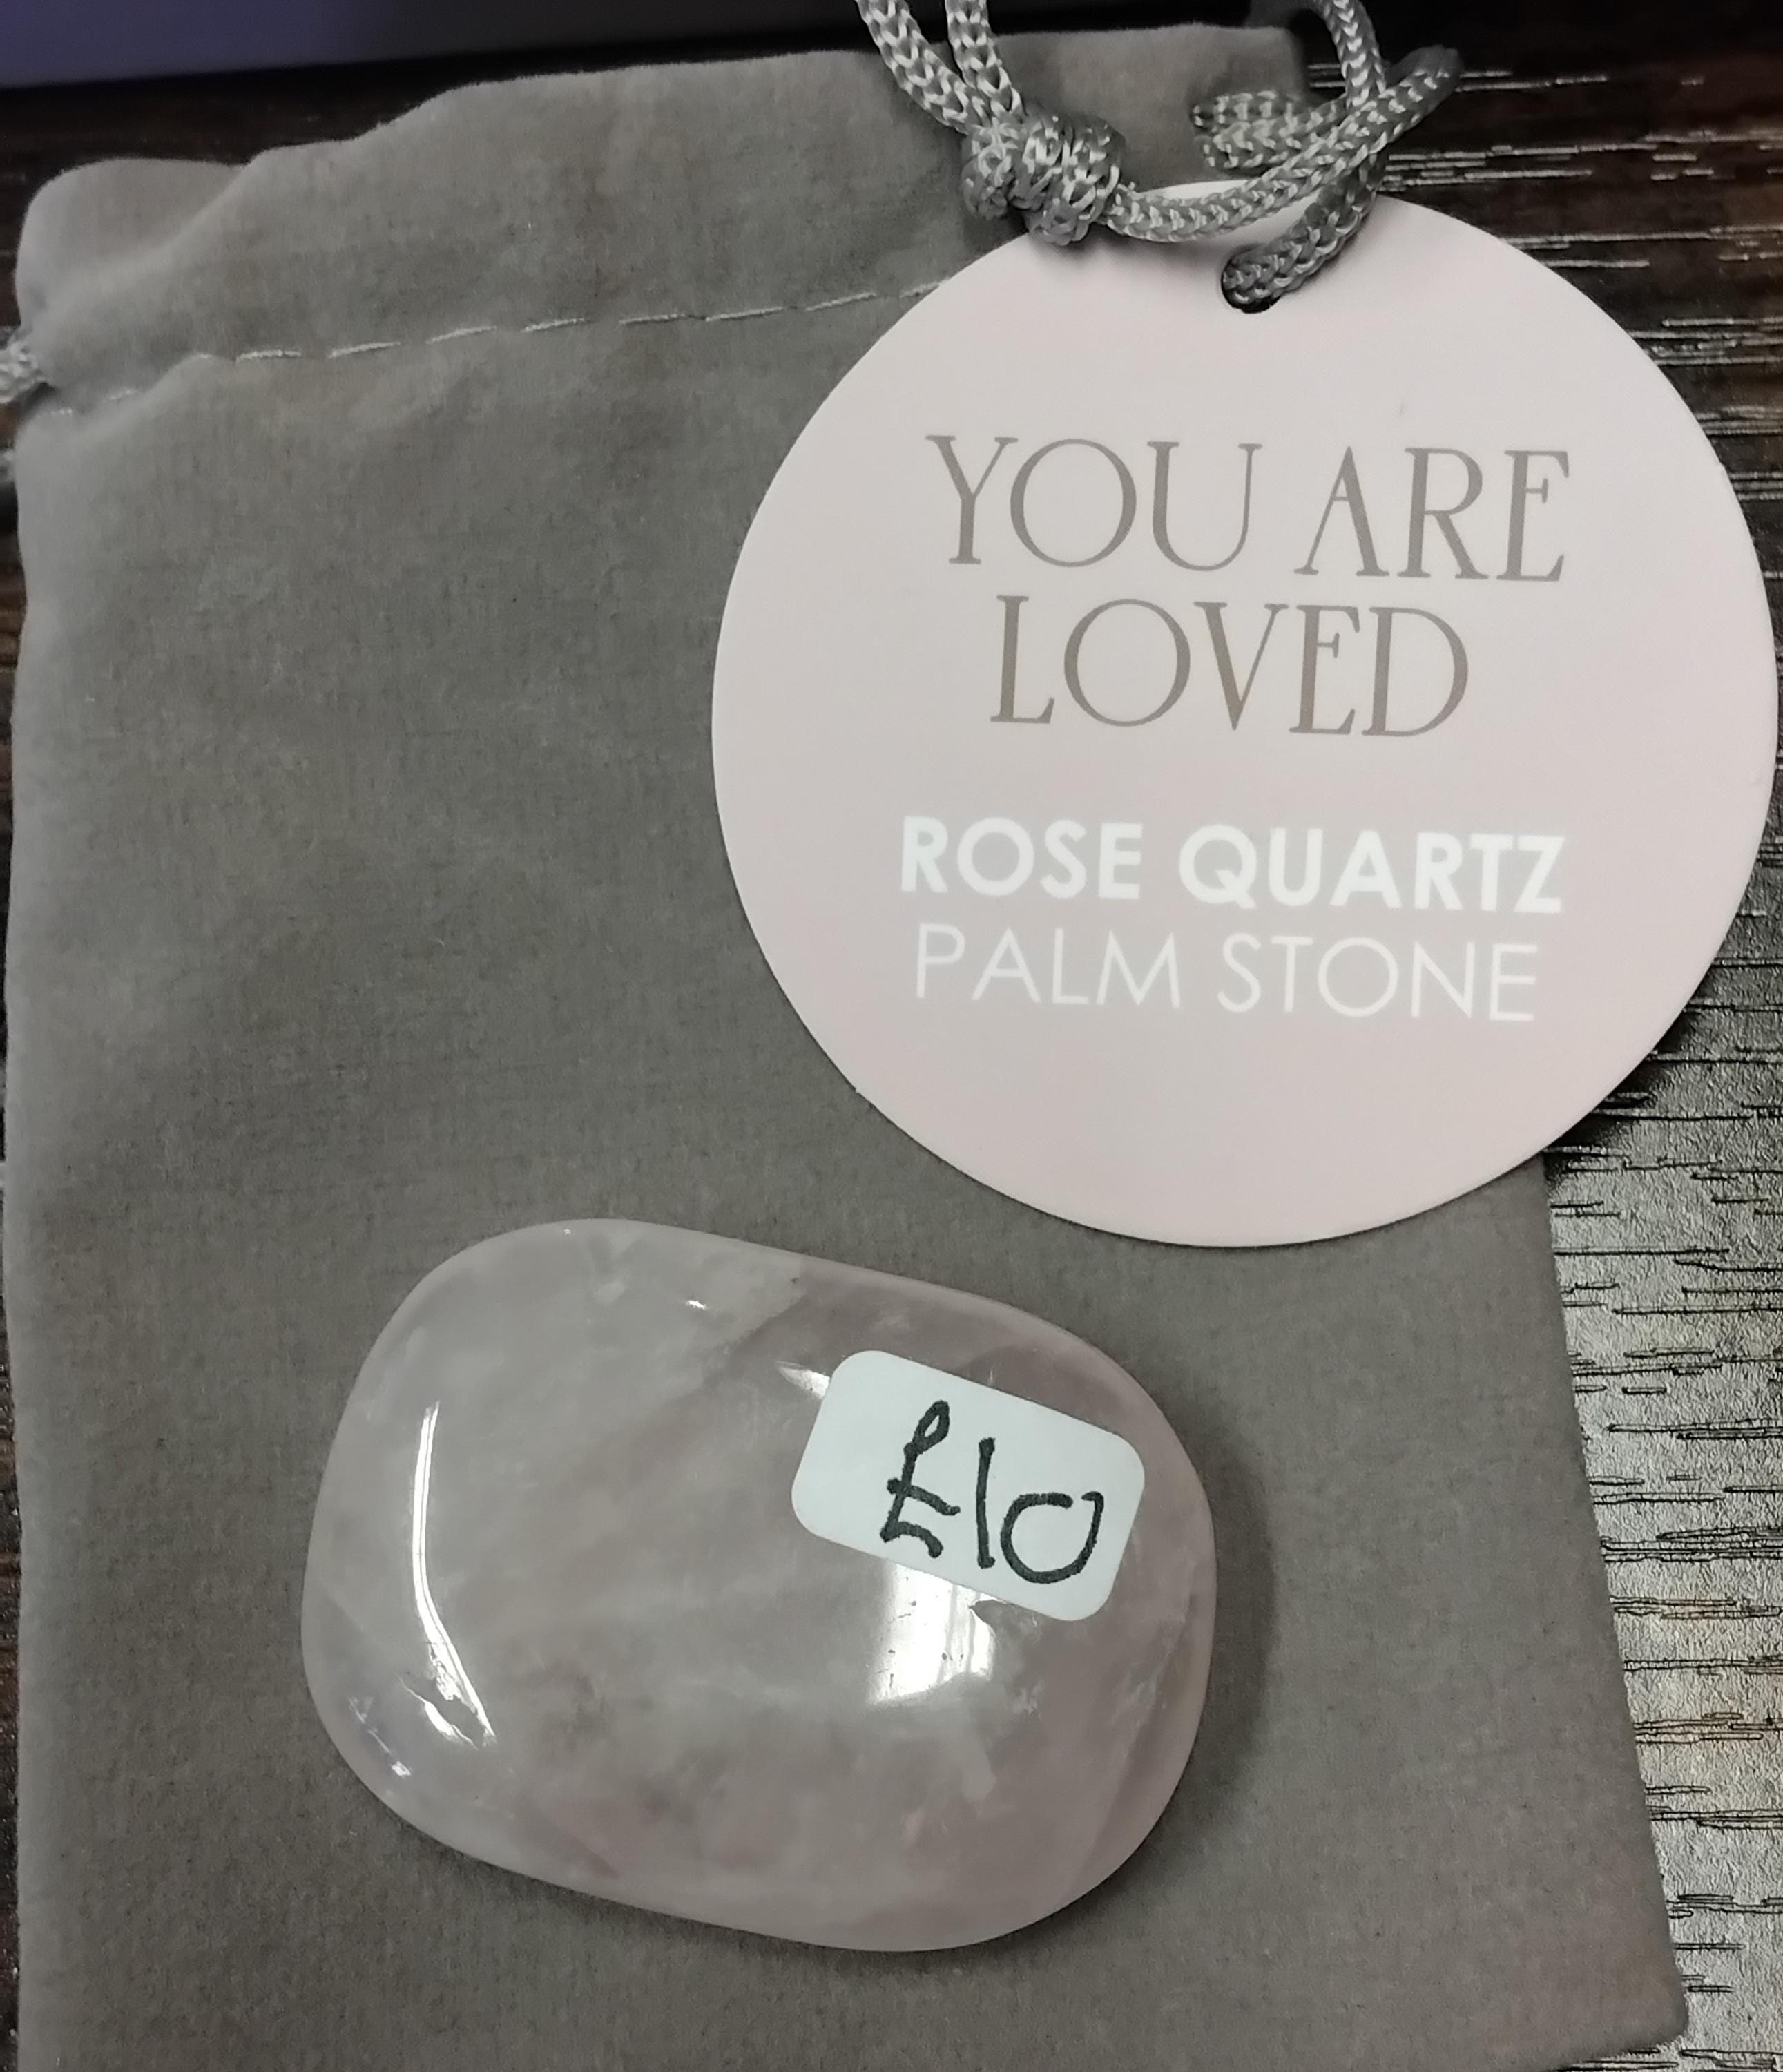 YOU ARE
LOVED
ROSE QUARTZ
PALM STONE
£10